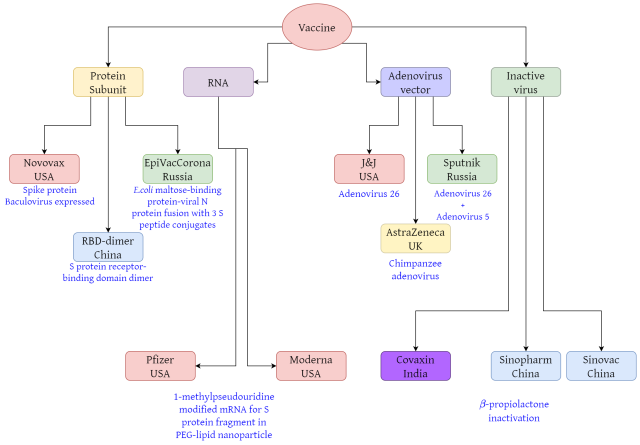 Vaccine
Protein
Subunit
RNA
Adenovirus
vector
Inactive
virus
Novovax
USA
Spike protein
Baculovirus expressed
EpiVacCorona
Russia
E.coli maltose-binding
protein-viral N
protein fusion with 3 S
peptide conjugates
J&J
USA
Adenovirus 26
Sputnik
Russia
Adenovirus 26
+
Adenovirus 5
RBD-dimer
China
S protein receptor-
binding domain dimer
AstraZeneca
UK
Chimpanzee
adenovirus
Pfizer
USA
Moderna
USA
1-methylpseudouridine
modified mRNA for S
protein fragment in
PEG-lipid nanoparticle
Covaxin
India
Sinopharm
China
Sinovac
China
β-propiolactone
inactivation